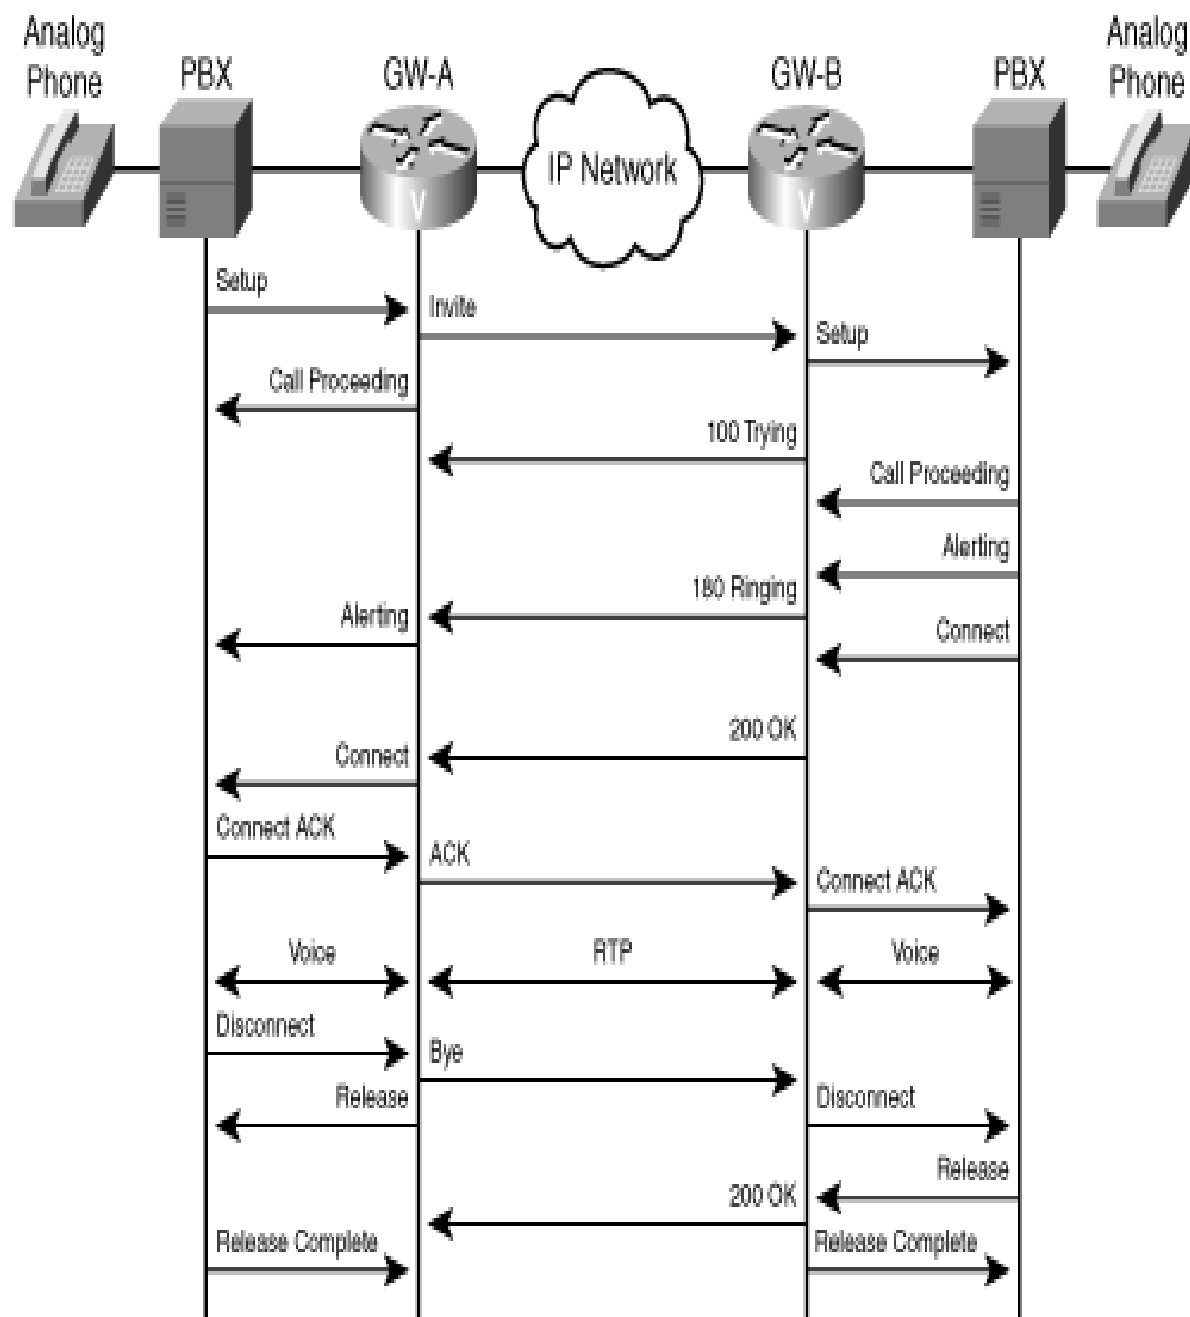 Analog
Phone
PBX
GW-A
IP Network
GW-B
PBX
Analog
Phone
V
V
Setup
Invite
Setup
Call Proceeding
100 Trying
Call Proceeding
Alerting
180 Ringing
Alerting
Connect
200 OK
Connect
Connect ACK
ACK
Connect ACK
Voice
RTP
Voice
Disconnect
Bye
Release
Disconnect
Release
200 OK
Release Complete
Release Complete